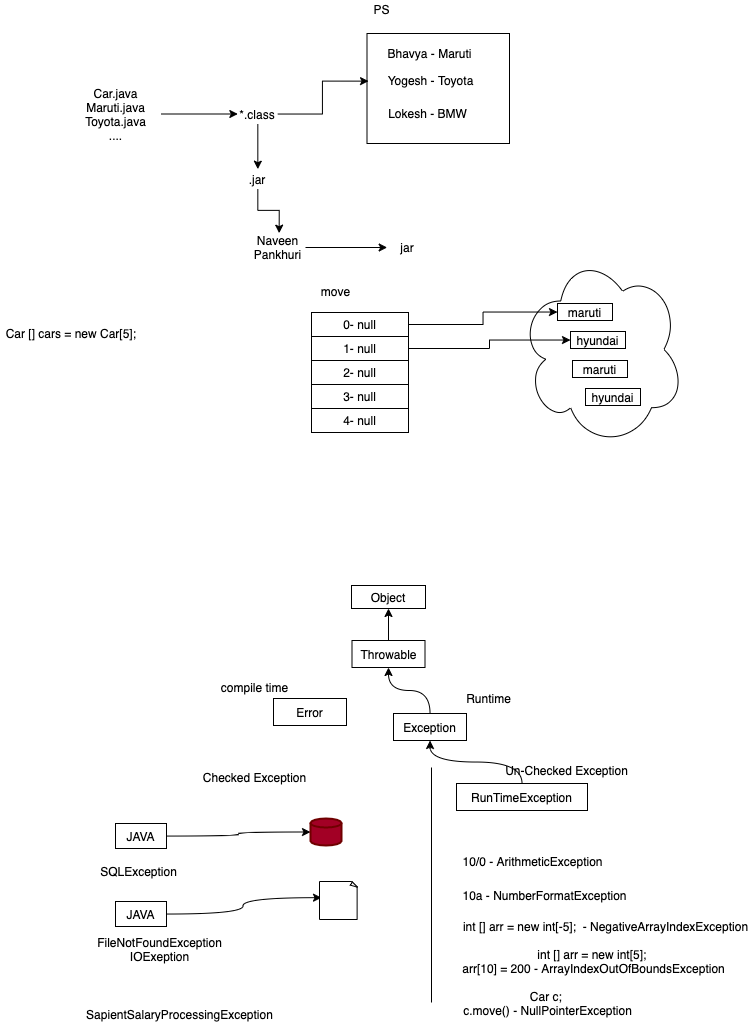 PS
Bhavya - Maruti
Yogesh - Toyota
Lokesh - BMW
Car.java
Maruti.java
Toyota.java
....
*.class
.jar
Naveen
Pankhuri
jar
move
Car [] cars = new Car[5];
0- null
1- null
2- null
3- null
4- null
maruti
hyundai
maruti
hyundai
Object
Throwable
compile time
Error
Runtime
Exception
Checked Exception
Un-Checked Exception
RunTimeException
JAVA
SQLException
JAVA
FileNotFoundException
IOExeption
SapientSalaryProcessingException
10/0 - ArithmeticException
10a - NumberFormatException
int [] arr = new int[-5];  - NegativeArrayIndexException
int [] arr = new int[5];
arr[10] = 200 - ArrayIndexOutOfBoundsException
Car c;
c.move() - NullPointerException